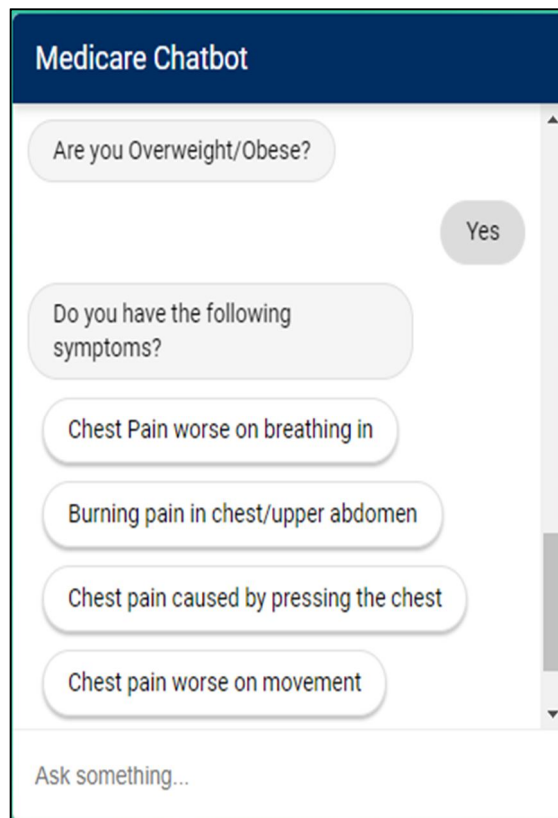 Medicare Chatbot
Are you Overweight/Obese?
Yes
Do you have the following
symptoms?
Chest Pain worse on breathing in
Burning pain in chest/upper abdomen
Chest pain caused by pressing the chest
Chest pain worse on movement
Ask something...